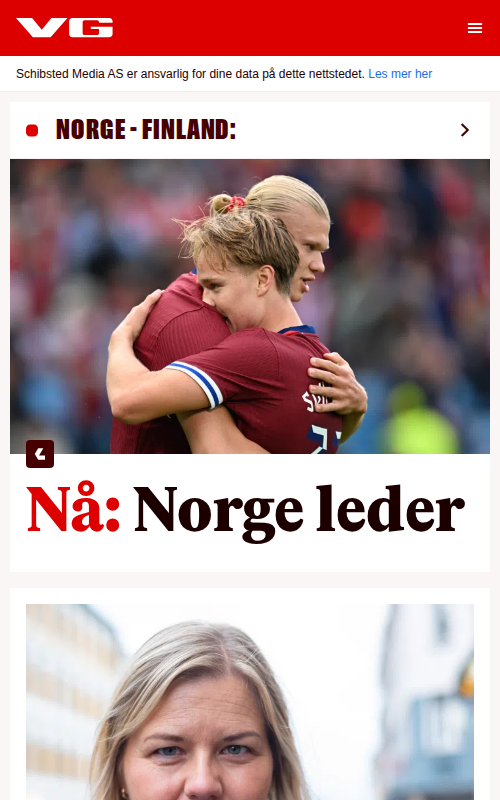 VG
Schibsted Media AS er ansvarlig for dine data på dette nettstedet. Les mer her
NORGE - FINLAND:
Nå: Norge leder